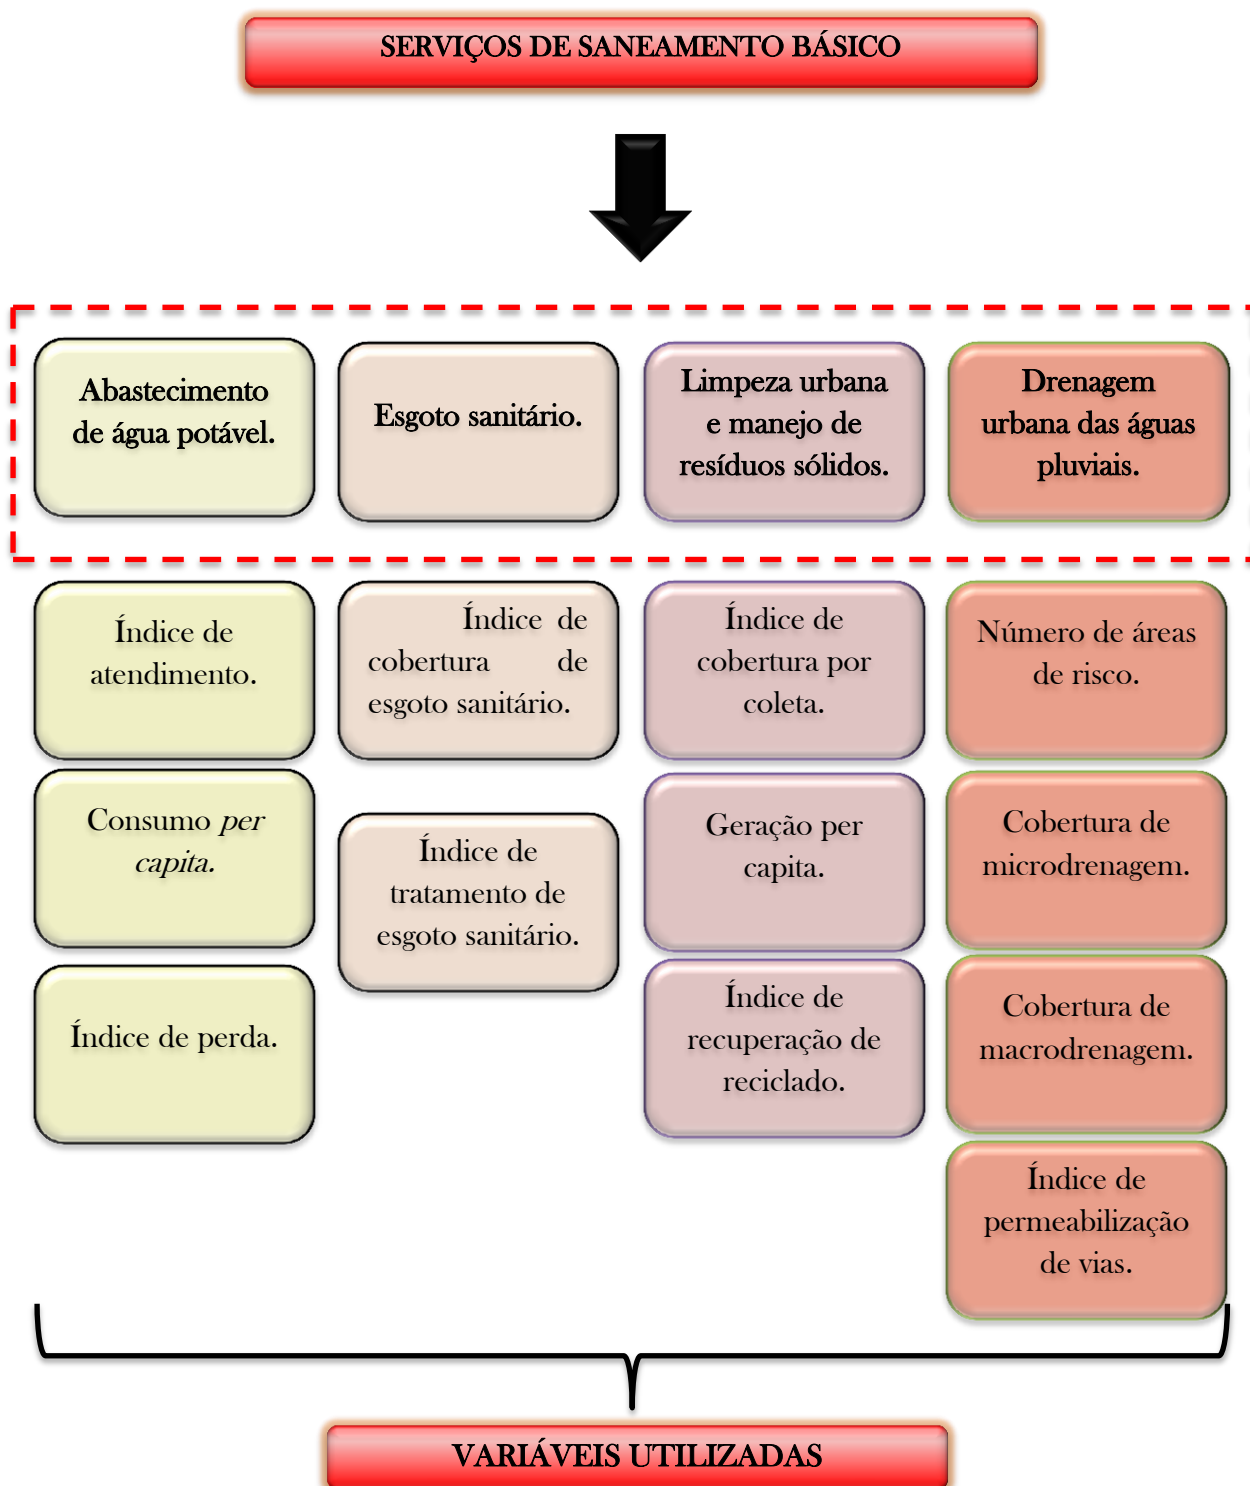 SERVIÇOS DE SANEAMENTO BÁSICO
Abastecimento
de água potável.
Esgoto sanitário.
Limpeza urbana
e manejo de
resíduos sólidos.
Drenagem
urbana das águas
pluviais.
Índice de
atendimento.
Consumo per
capita.
Índice de perda.
Índice de
cobertura de
esgoto sanitário.
Índice de
tratamento de
esgoto sanitário.
Índice de
cobertura por
coleta.
Geração per
capita.
Índice de
recuperação de
reciclado.
Número de áreas
de risco.
Cobertura de
microdrenagem.
Cobertura de
macrodrenagem.
Índice de
permeabilização
de vias.
VARIÁVEIS UTILIZADAS